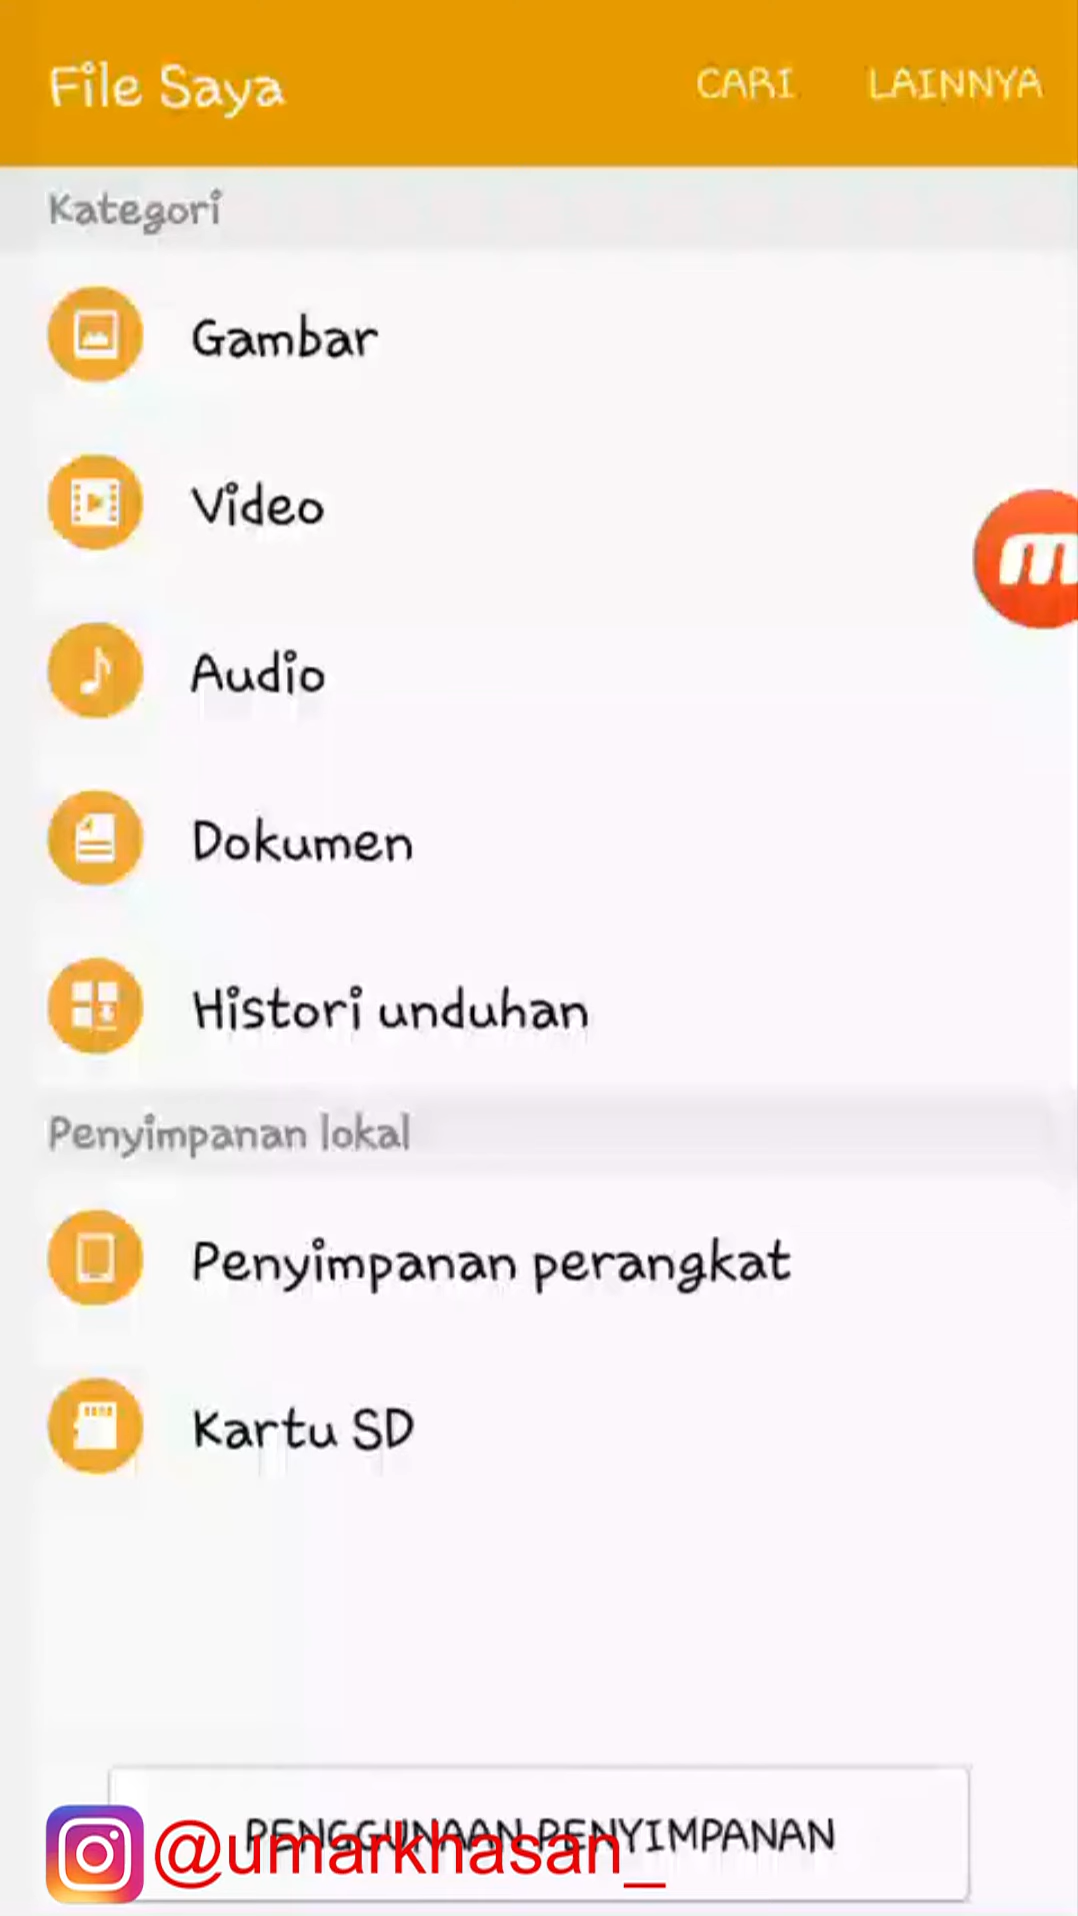 File Saya CARI LAINNYA
Kategori
Gambar
Video
Audio
Dokumen
Histori unduhan
Penyimpanan lokal
Penyimpanan perangkat
Kartu SD
PENGGUNAAN PENYIMPANAN
@umarkhasan_